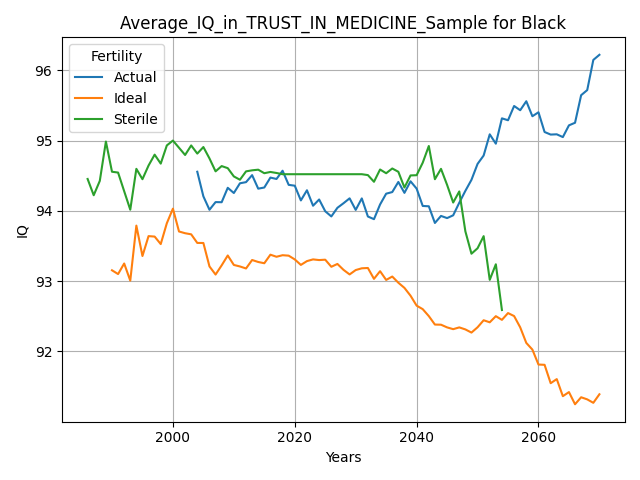 Average_IQ_in_TRUST_IN_MEDICINE_Sample for Black
Fertility
Actual
Ideal
Sterile
96
95
94
93
92
IQ
2000
2020
2040
2060
Years